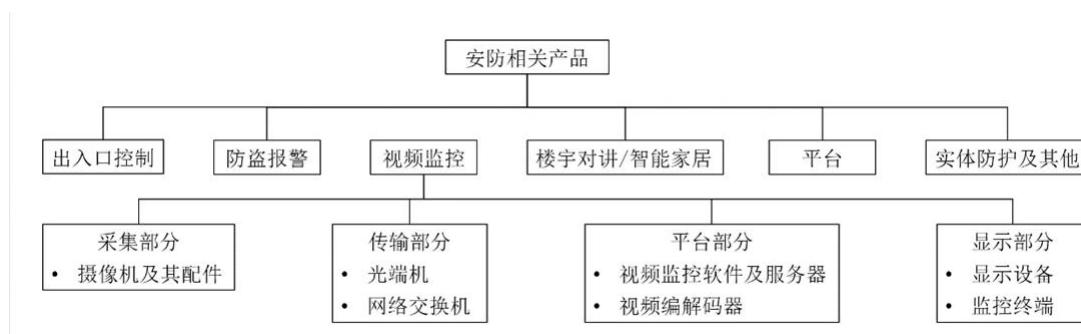 安防相关产品
出入口控制
防盗报警
视频监控
楼宇对讲/智能家居
平台
实体防护及其他
采集部分
• 摄像机及其配件
传输部分
• 光端机
• 网络交换机
平台部分
• 视频监控软件及服务器
• 视频编解码器
显示部分
• 显示设备
• 监控终端